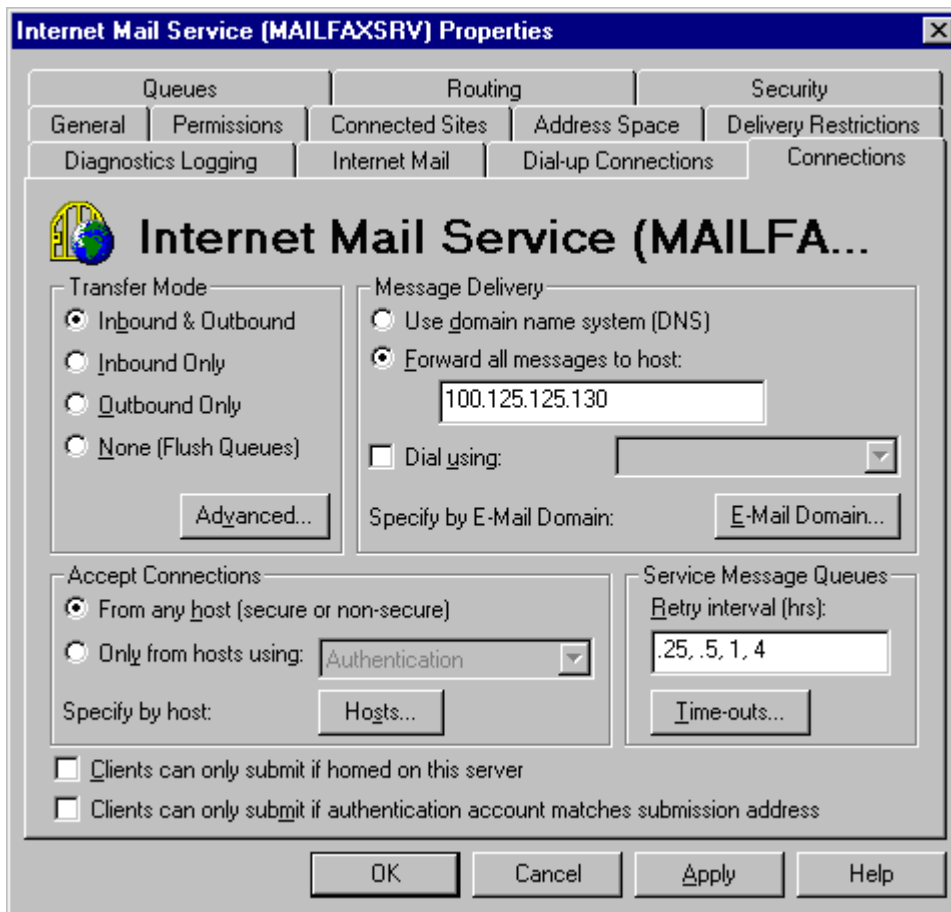 Internet Mail Service (MAILFAXSRV) Properties
Queues Routing Security
General Permissions Connected Sites Address Space Delivery Restrictions
Diagnostics Logging Internet Mail Dial-up Connections Connections
Internet Mail Service (MAILFA...
Transfer Mode
Inbound & Outbound
Inbound Only
Outbound Only
None (Flush Queues)
Advanced...
Message Delivery
Use domain name system (DNS)
Forward all messages to host:
100.125.125.130
Dial using:
Specify by E-Mail Domain: E-Mail Domain...
Accept Connections
From any host (secure or non-secure)
Only from hosts using: Authentication
Specify by host: Hosts...
Service Message Queues
Retry interval (hrs):
.25, .5, 1, 4
Time-outs...
Clients can only submit if homed on this server
Clients can only submit if authentication account matches submission address
OK Cancel Apply Help